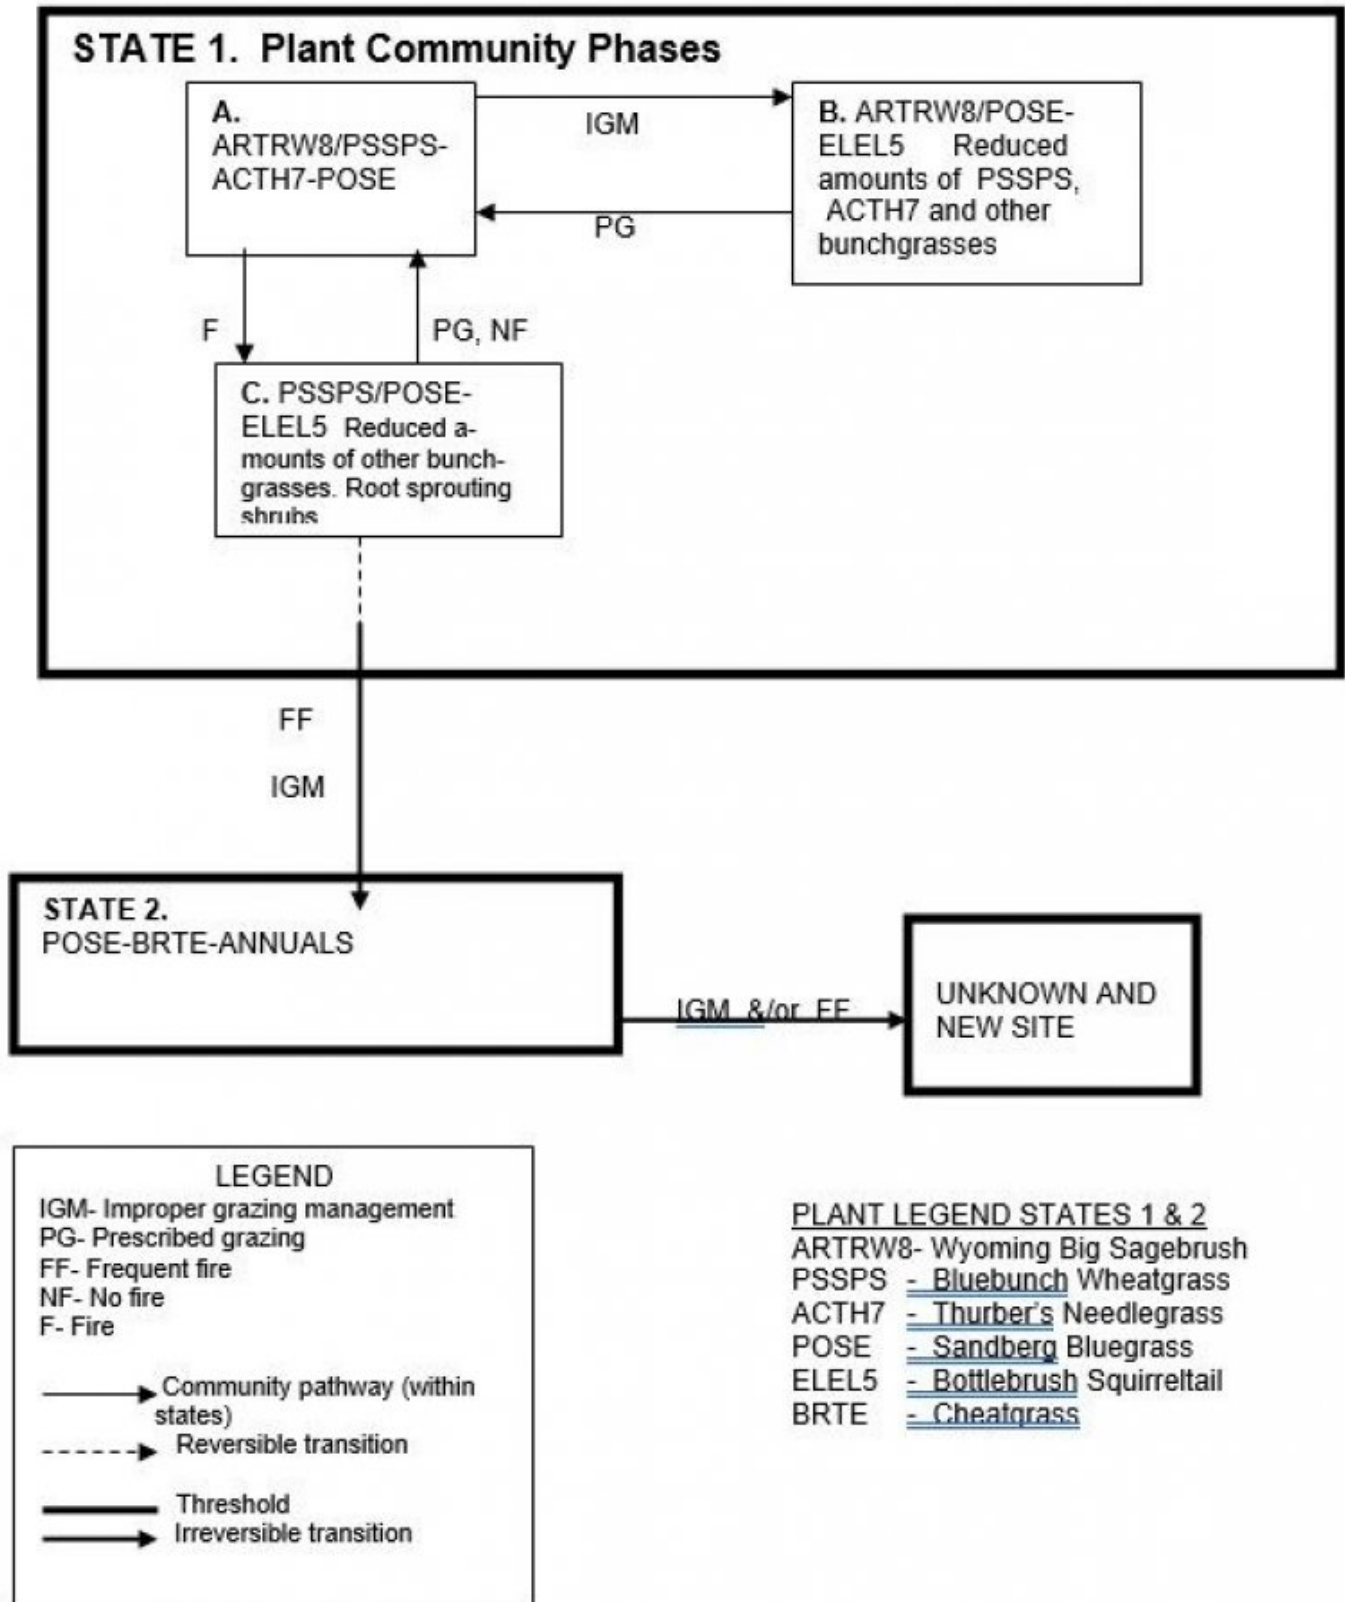 STATE 1. Plant Community Phases
A.
ARTRW8/PSSPS-
ACTH7-POSE
IGM
PG
B. ARTRW8/POSE-
ELEL5 Reduced
amounts of PSSPS,
ACTH7 and other
bunchgrasses
F
PG, NF
C. PSSPS/POSE-
ELEL5 Reduced a-
mounts of other bunch-
grasses. Root sprouting
shrubs
FF
IGM
STATE 2.
POSE-BRTE-ANNUALS
IGM &/or FF
UNKNOWN AND
NEW SITE
LEGEND
IGM- Improper grazing management
PG- Prescribed grazing
FF- Frequent fire
NF- No fire
F- Fire
Community pathway (within
states)
Reversible transition
Threshold
Irreversible transition
PLANT LEGEND STATES 1 & 2
ARTRW8- Wyoming Big Sagebrush
PSSPS - Bluebunch Wheatgrass
ACTH7 - Thurber's Needlegrass
POSE - Sandberg Bluegrass
ELEL5 - Bottlebrush Squirreltail
BRTE - Cheatgrass